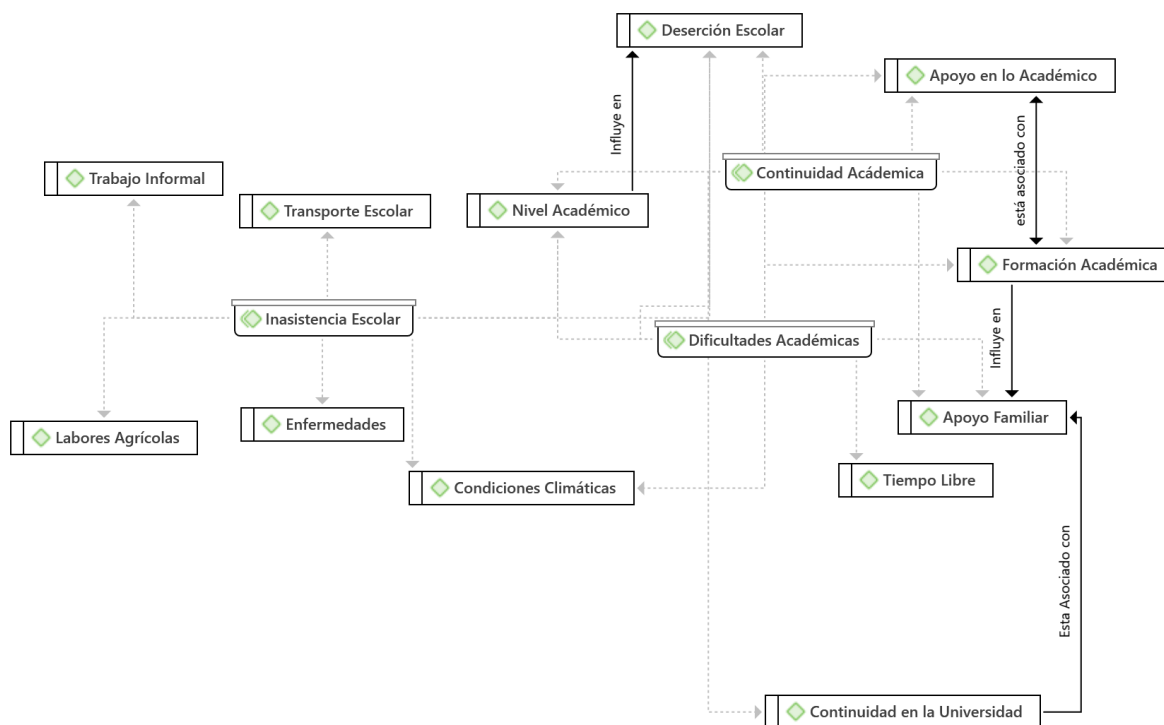 Deserción Escolar
Apoyo en lo Académico
Influye en
está asociado con
Continuidad Acádemica
Trabajo Informal
Transporte Escolar
Nivel Académico
Formación Académica
Inasistencia Escolar
Dificultades Académicas
Influye en
Labores Agrícolas
Enfermedades
Apoyo Familiar
Condiciones Climáticas
Tiempo Libre
Esta Asociado con
Continuidad en la Universidad